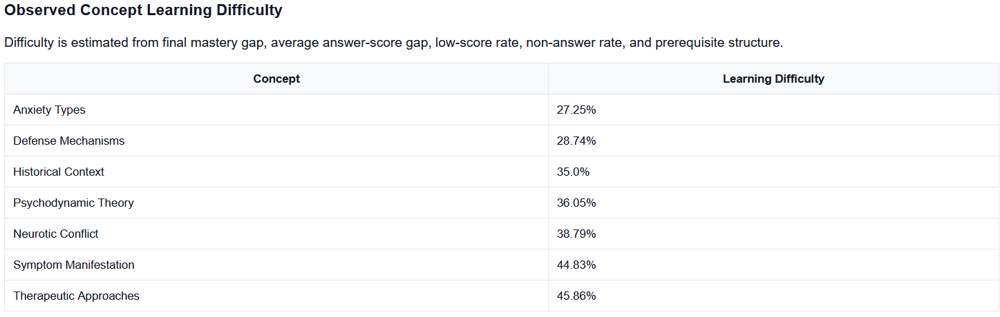 Observed Concept Learning Difficulty
Difficulty is estimated from final mastery gap, average answer-score gap, low-score rate, non-answer rate, and prerequisite structure.
Concept Learning Difficulty
Anxiety Types 27.25%
Defense Mechanisms 28.74%
Historical Context 35.0%
Psychodynamic Theory 36.05%
Neurotic Conflict 38.79%
Symptom Manifestation 44.83%
Therapeutic Approaches 45.86%